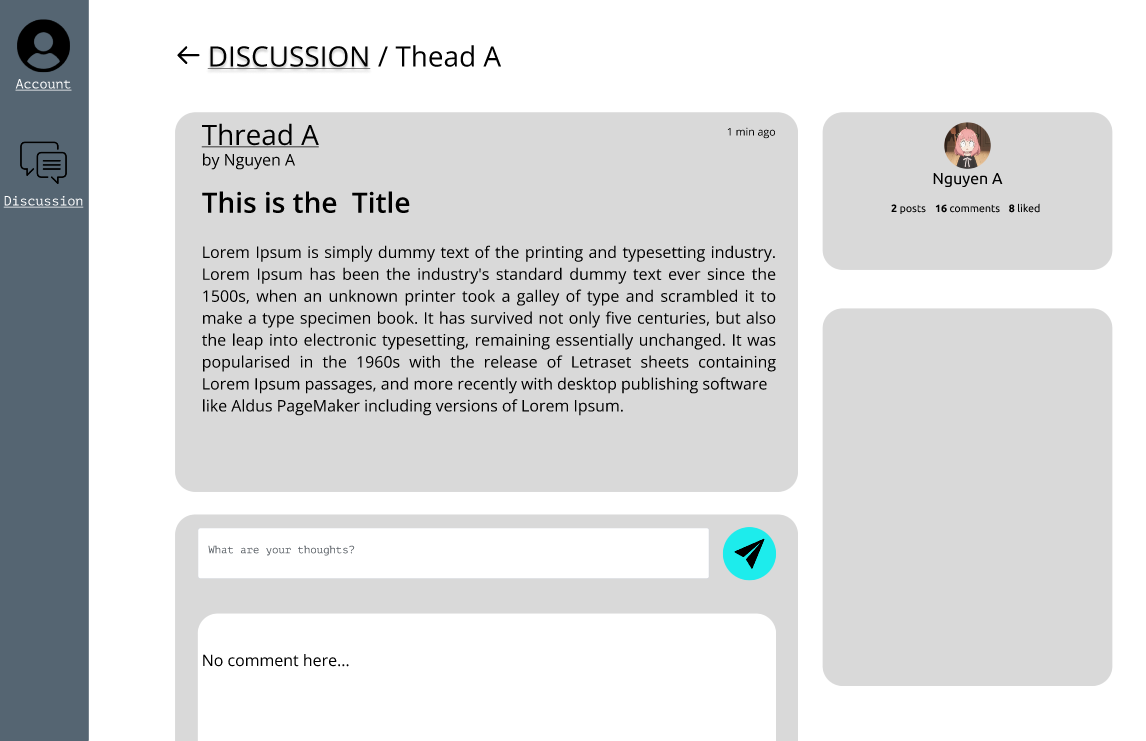 Account
Discussion
← DISCUSSION / Thead A
Thread A
1 min ago
by Nguyen A
This is the  Title
Lorem Ipsum is simply dummy text of the printing and typesetting industry.
Lorem Ipsum has been the industry's standard dummy text ever since the
1500s, when an unknown printer took a galley of type and scrambled it to
make a type specimen book. It has survived not only five centuries, but also
the leap into electronic typesetting, remaining essentially unchanged. It was
popularised in the 1960s with the release of Letraset sheets containing
Lorem Ipsum passages, and more recently with desktop publishing software
like Aldus PageMaker including versions of Lorem Ipsum.
What are your thoughts?
No comment here...
Nguyen A
2 posts 16 comments 8 liked